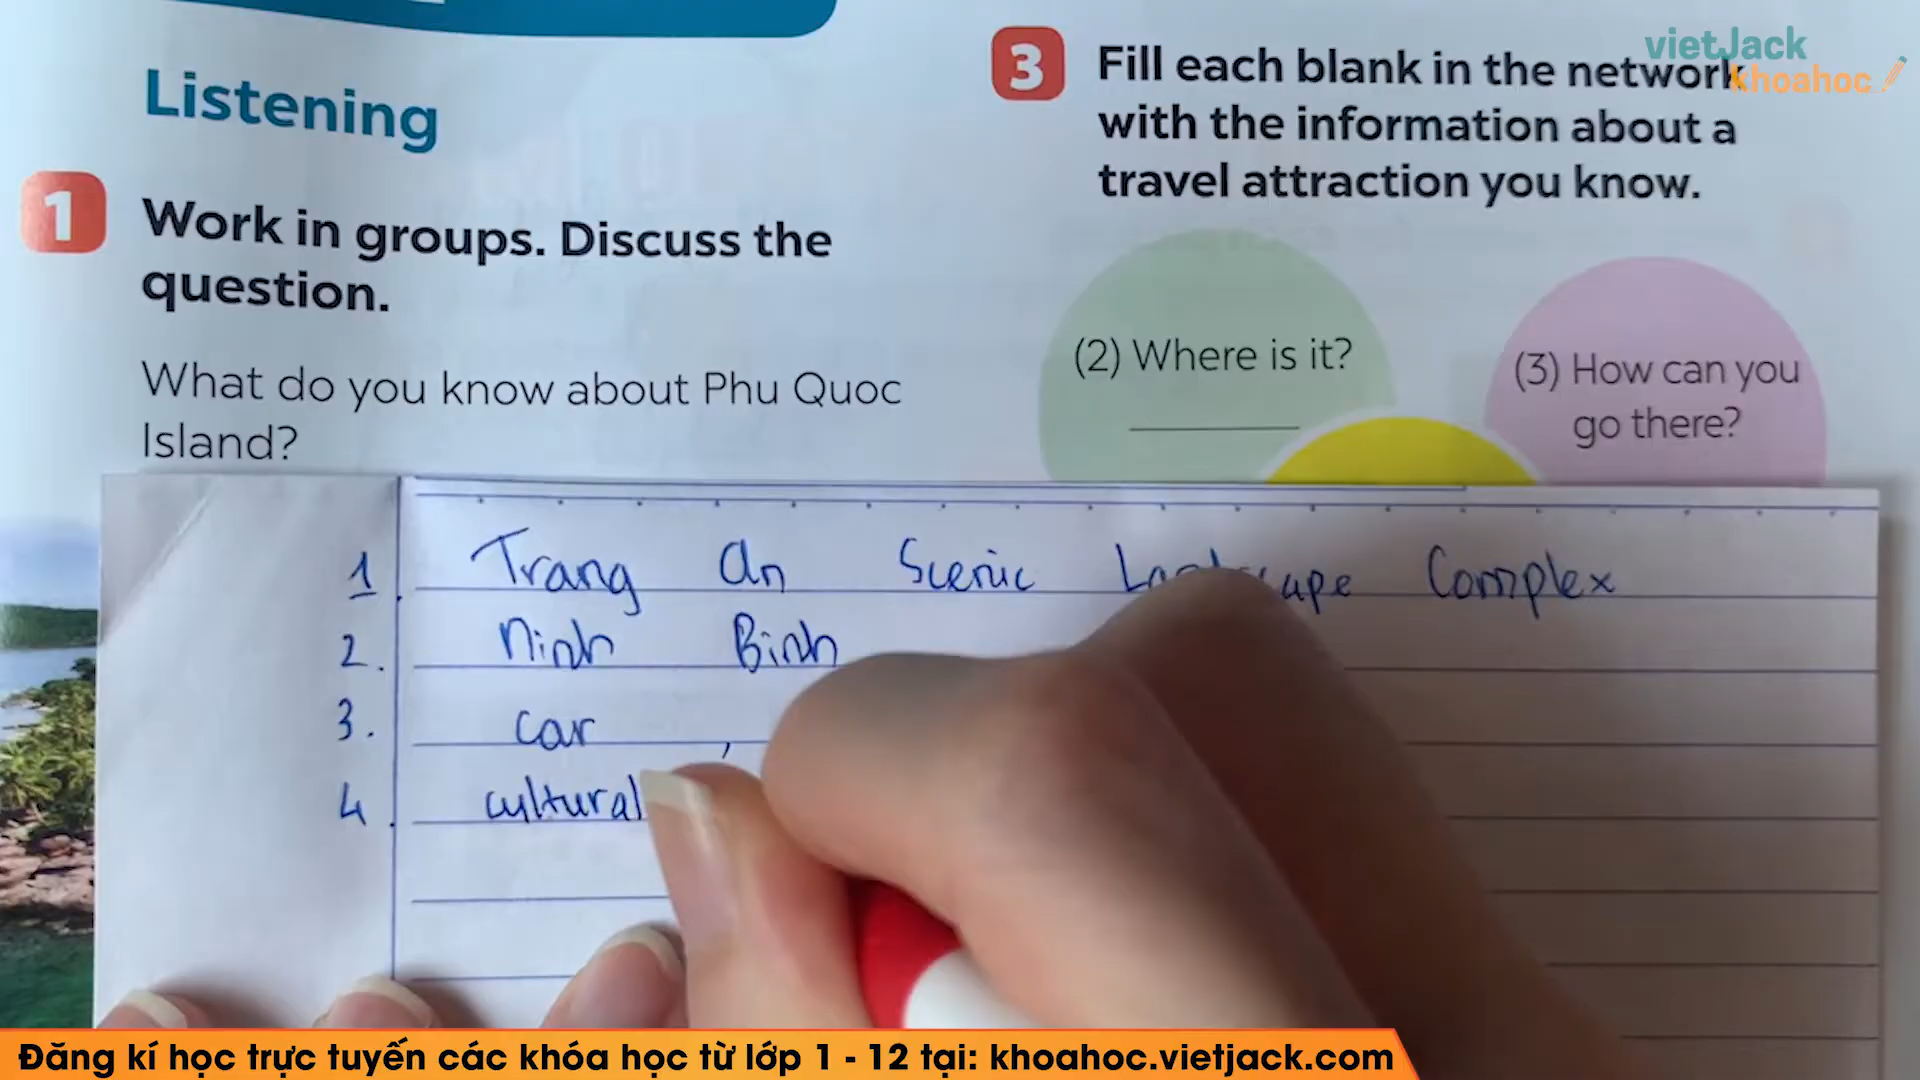 Listening
1 Work in groups. Discuss the
question.
What do you know about Phu Quoc
Island?
3 Fill each blank in the network
with the information about a
travel attraction you know.
vietJack
khoahoc
(2) Where is it?
(3) How can you
go there?
1. Trang An Scenic Complex
2. Ninh Binh
3. car ,
4. cultural
Đăng kí học trực tuyến các khóa học từ lớp 1 - 12 tại: khoahoc.vietjack.com